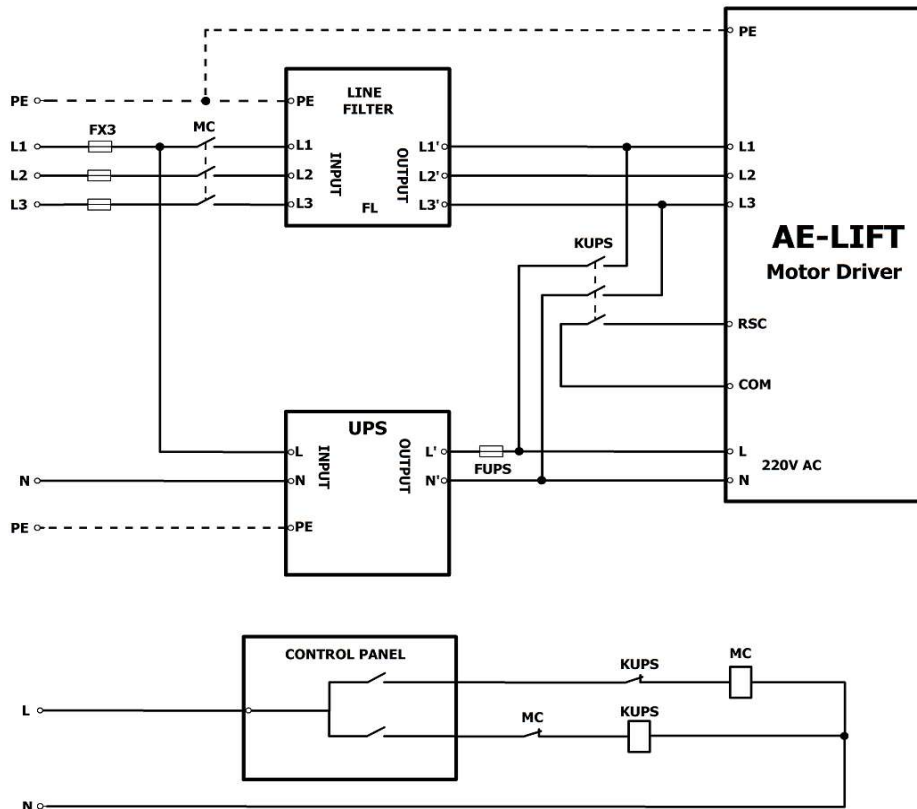 PE
PE
FX3
MC
L1
L2
L3
PE
LINE
FILTER
L1
L2
L3
INPUT
OUTPUT
FL
L1'
L2'
L3'
L1
L2
L3
KUPS
AE-LIFT
Motor Driver
RSC
COM
UPS
L
N
PE
INPUT
OUTPUT
L'
N'
FUPS
L
220V AC
N
N
PE
CONTROL PANEL
KUPS
MC
L
MC
KUPS
N